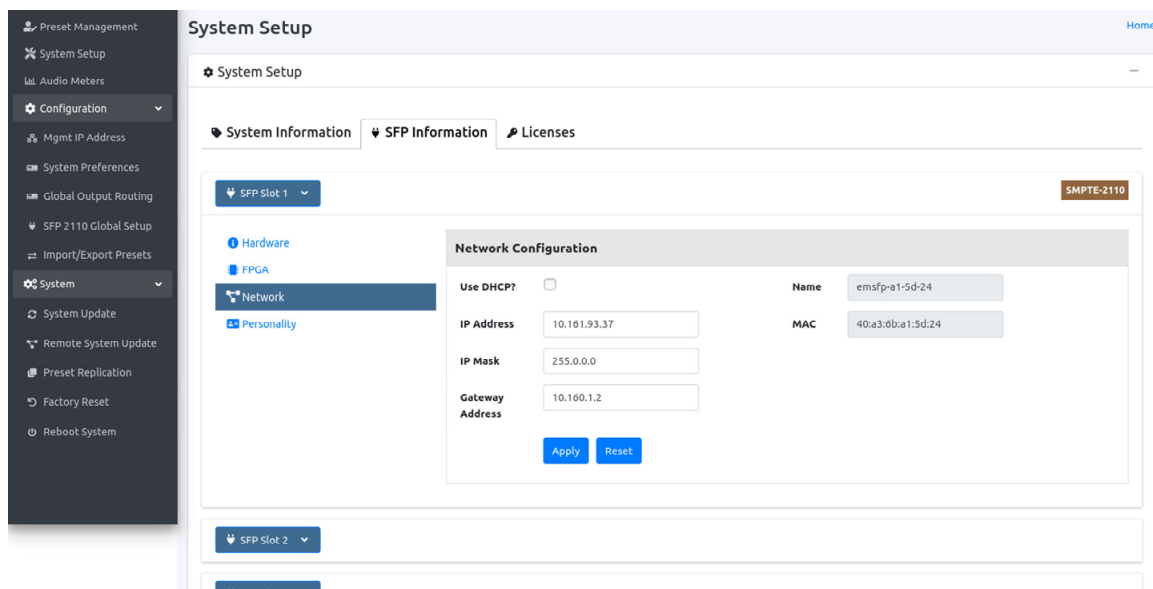 Preset Management
System Setup
Audio Meters
Configuration
Mgmt IP Address
System Preferences
Global Output Routing
SFP 2110 Global Setup
Import/Export Presets
System
System Update
Remote System Update
Preset Replication
Factory Reset
Reboot System
System Setup
Home
System Setup
System Information
SFP Information
Licenses
SFP Slot 1
SMPTE-2110
Hardware
FPGA
Network
Personality
Network Configuration
Use DHCP?
Name emsfp-a1-5d-24
IP Address 10.161.93.37
MAC 40:a3:6b:a1:5d:24
IP Mask 255.0.0.0
Gateway
Address
10.160.1.2
Apply Reset
SFP Slot 2